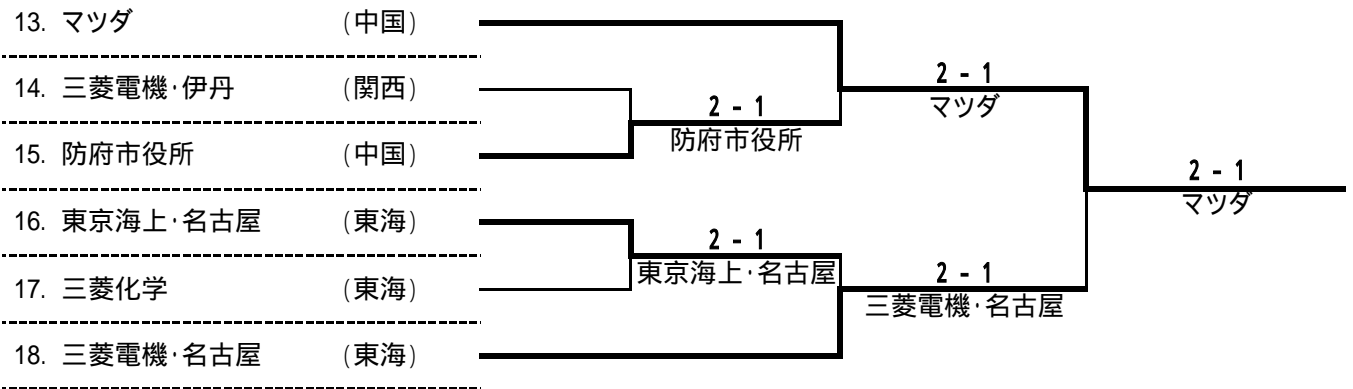 13. マツダ (中国)
14. 三菱電機・伊丹 (関西)
15. 防府市役所 (中国)
16. 東京海上・名古屋 (東海)
17. 三菱化学 (東海)
18. 三菱電機・名古屋 (東海)
2 - 1
防府市役所
2 - 1
東京海上・名古屋
2 - 1
マツダ
2 - 1
三菱電機・名古屋
2 - 1
マツダ